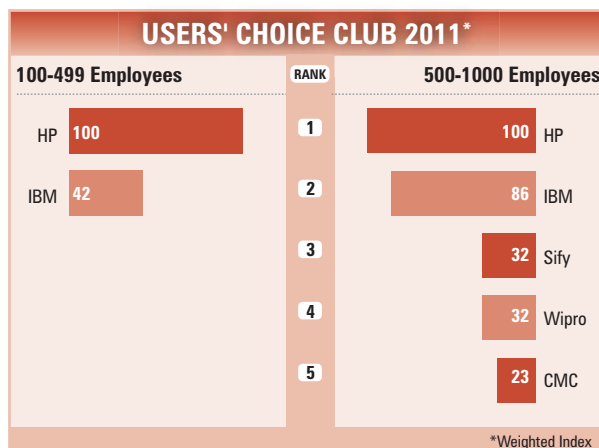 USERS' CHOICE CLUB 2011*
100-499 Employees RANK 500-1000 Employees
HP 100 1 100 HP
IBM 42 2 86 IBM
3 32 Sify
4 32 Wipro
5 23 CMC
*Weighted Index